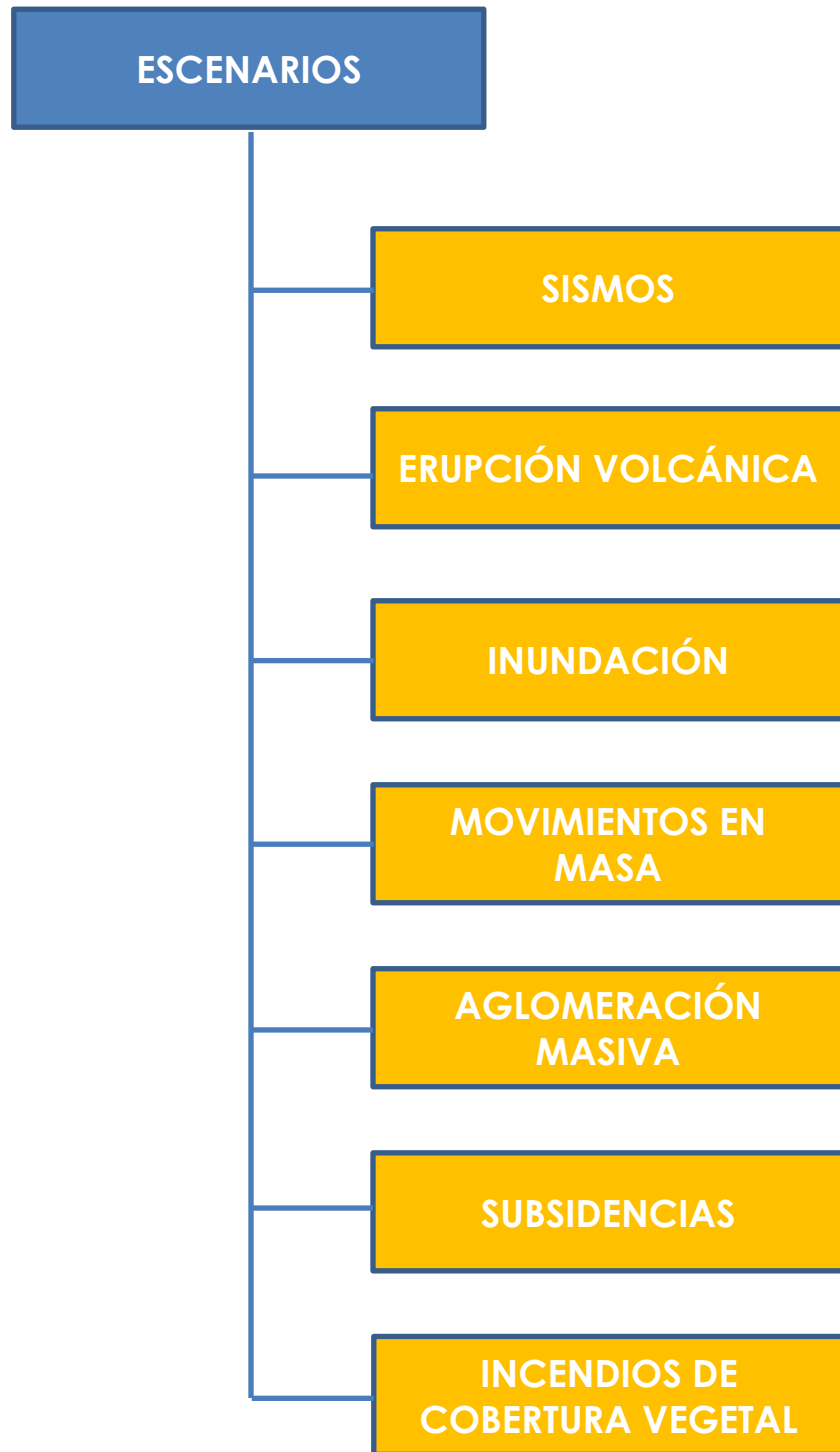 ESCENARIOS
SISMOS
ERUPCIÓN VOLCÁNICA
INUNDACIÓN
MOVIMIENTOS EN
MASA
AGLOMERACIÓN
MASIVA
SUBSIDENCIAS
INCENDIOS DE
COBERTURA VEGETAL